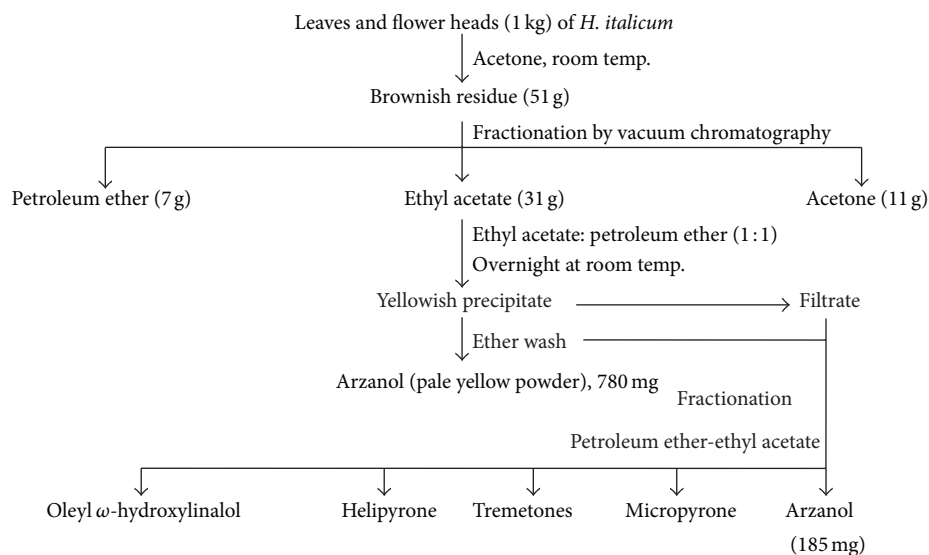 Leaves and flower heads (1 kg) of H. italicum
Acetone, room temp.
Brownish residue (51 g)
Fractionation by vacuum chromatography
Petroleum ether (7 g)
Ethyl acetate (31 g)
Acetone (11 g)
Ethyl acetate: petroleum ether (1 : 1)
Overnight at room temp.
Yellowish precipitate
Filtrate
Ether wash
Arzanol (pale yellow powder), 780 mg
Fractionation
Petroleum ether-ethyl acetate
Oleyl ω-hydroxylinalol
Helipyrone
Tremetones
Micropyrone
Arzanol
(185 mg)